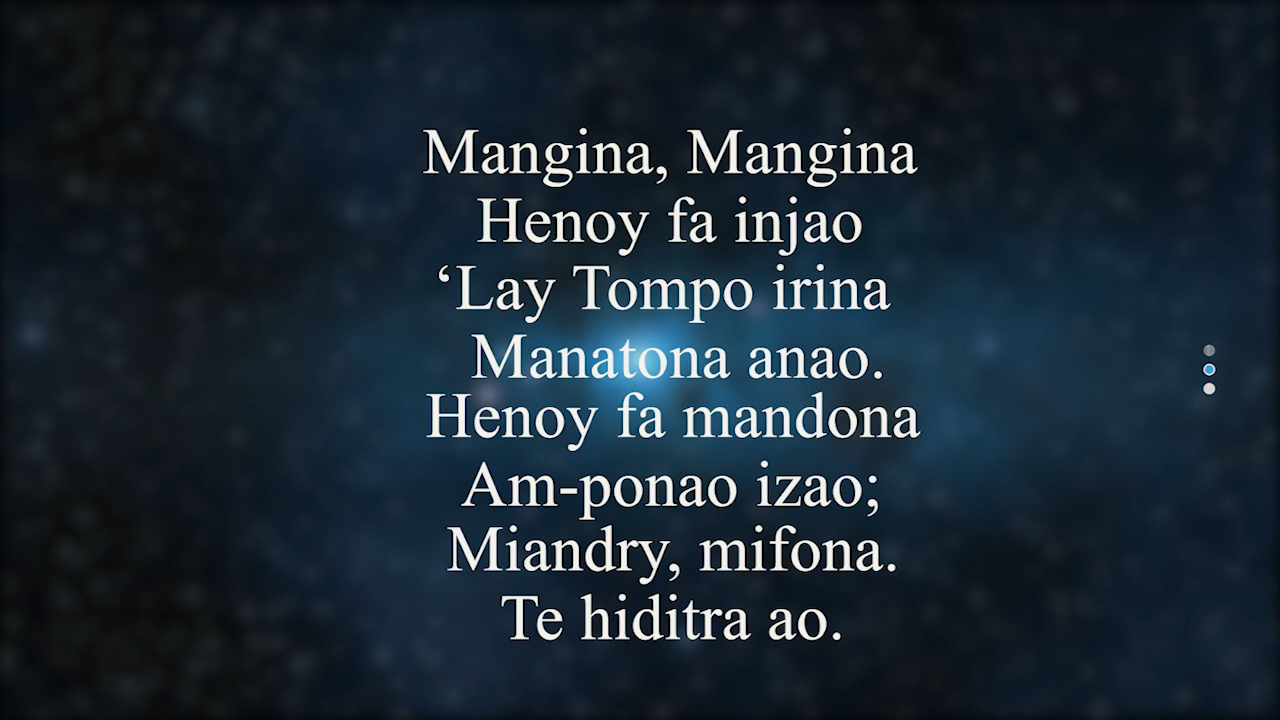 Mangina, Mangina
Henoy fa injao
‘Lay Tompo irina
Manatona anao.
Henoy fa mandona
Am-ponao izao;
Miandry, mifona.
Te hiditra ao.